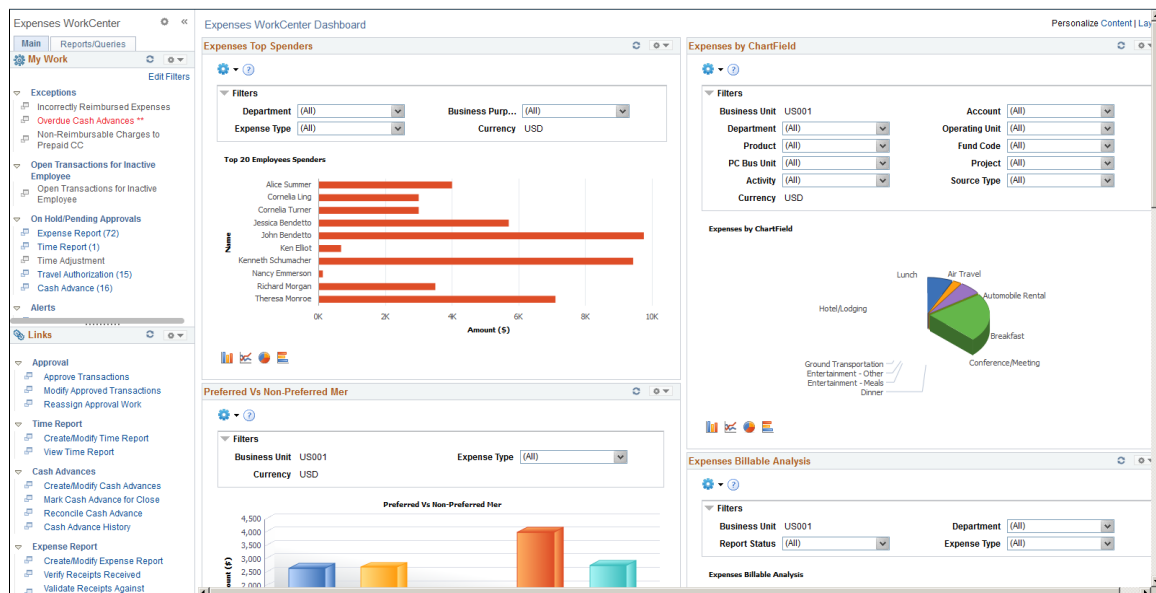 Expenses WorkCenter
«
Main
Reports/Queries
My Work
Edit Filters
Exceptions
Incorrectly Reimbursed Expenses
Overdue Cash Advances **
Non-Reimbursable Charges to
Prepaid CC
Open Transactions for Inactive
Employee
Open Transactions for Inactive
Employee
On Hold/Pending Approvals
Expense Report (72)
Time Report (1)
Time Adjustment
Travel Authorization (15)
Cash Advance (16)
Alerts
Links
Approval
Approve Transactions
Modify Approved Transactions
Reassign Approval Work
Time Report
Create/Modify Time Report
View Time Report
Cash Advances
Create/Modify Cash Advances
Mark Cash Advance for Close
Reconcile Cash Advance
Cash Advance History
Expense Report
Create/Modify Expense Report
Verify Receipts Received
Validate Receipts Against
Expenses WorkCenter Dashboard
Personalize Content | Lay
Expenses Top Spenders
Filters
Department (All)
Business Purp... (All)
Expense Type (All)
Currency USD
Top 20 Employees Spenders
Name
Alice Summer
Cornelia Ling
Cornelia Turner
Jessica Bendetto
John Bendetto
Ken Elliot
Kenneth Schumacher
Nancy Emmerson
Richard Morgan
Theresa Monroe
0K 2K 4K 6K 8K 10K
Amount ($)
Preferred Vs Non-Preferred Mer
Filters
Business Unit US001
Expense Type (All)
Currency USD
Preferred Vs Non-Preferred Mer
4,500
4,000
3,500
3,000
2,500
2,000
ount ($)
Expenses by ChartField
Filters
Business Unit US001
Account (All)
Department (All)
Operating Unit (All)
Product (All)
Fund Code (All)
PC Bus Unit (All)
Project (All)
Activity (All)
Source Type (All)
Currency USD
Expenses by ChartField
Lunch
Air Travel
Automobile Rental
Hotel/Lodging
Breakfast
Conference/Meeting
Ground Transportation
Entertainment - Other
Entertainment - Meals
Dinner
Expenses Billable Analysis
Filters
Business Unit US001
Department (All)
Report Status (All)
Expense Type (All)
Expenses Billable Analysis